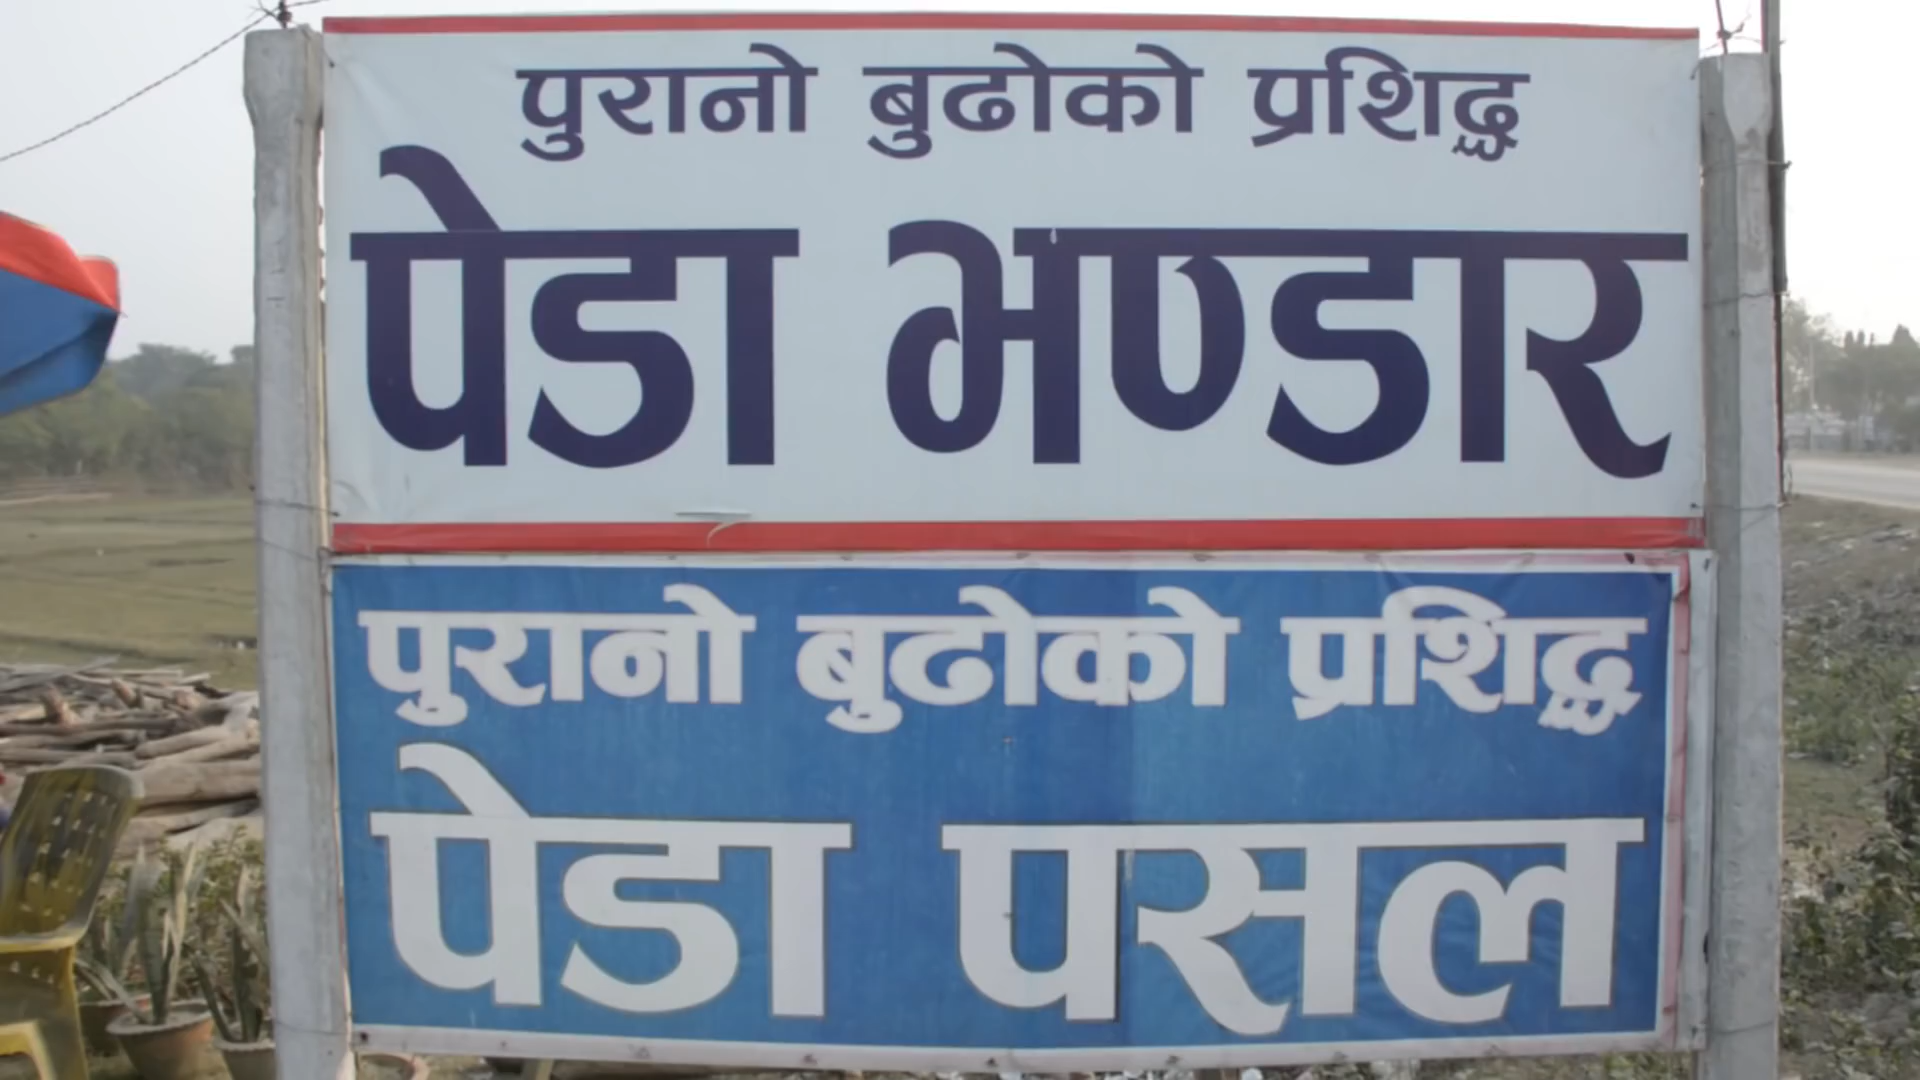 पुरानो बुढोको प्रशिद्ध
पेडा भण्डार
पुरानो बुढोको प्रशिद्ध
पेडा पसल